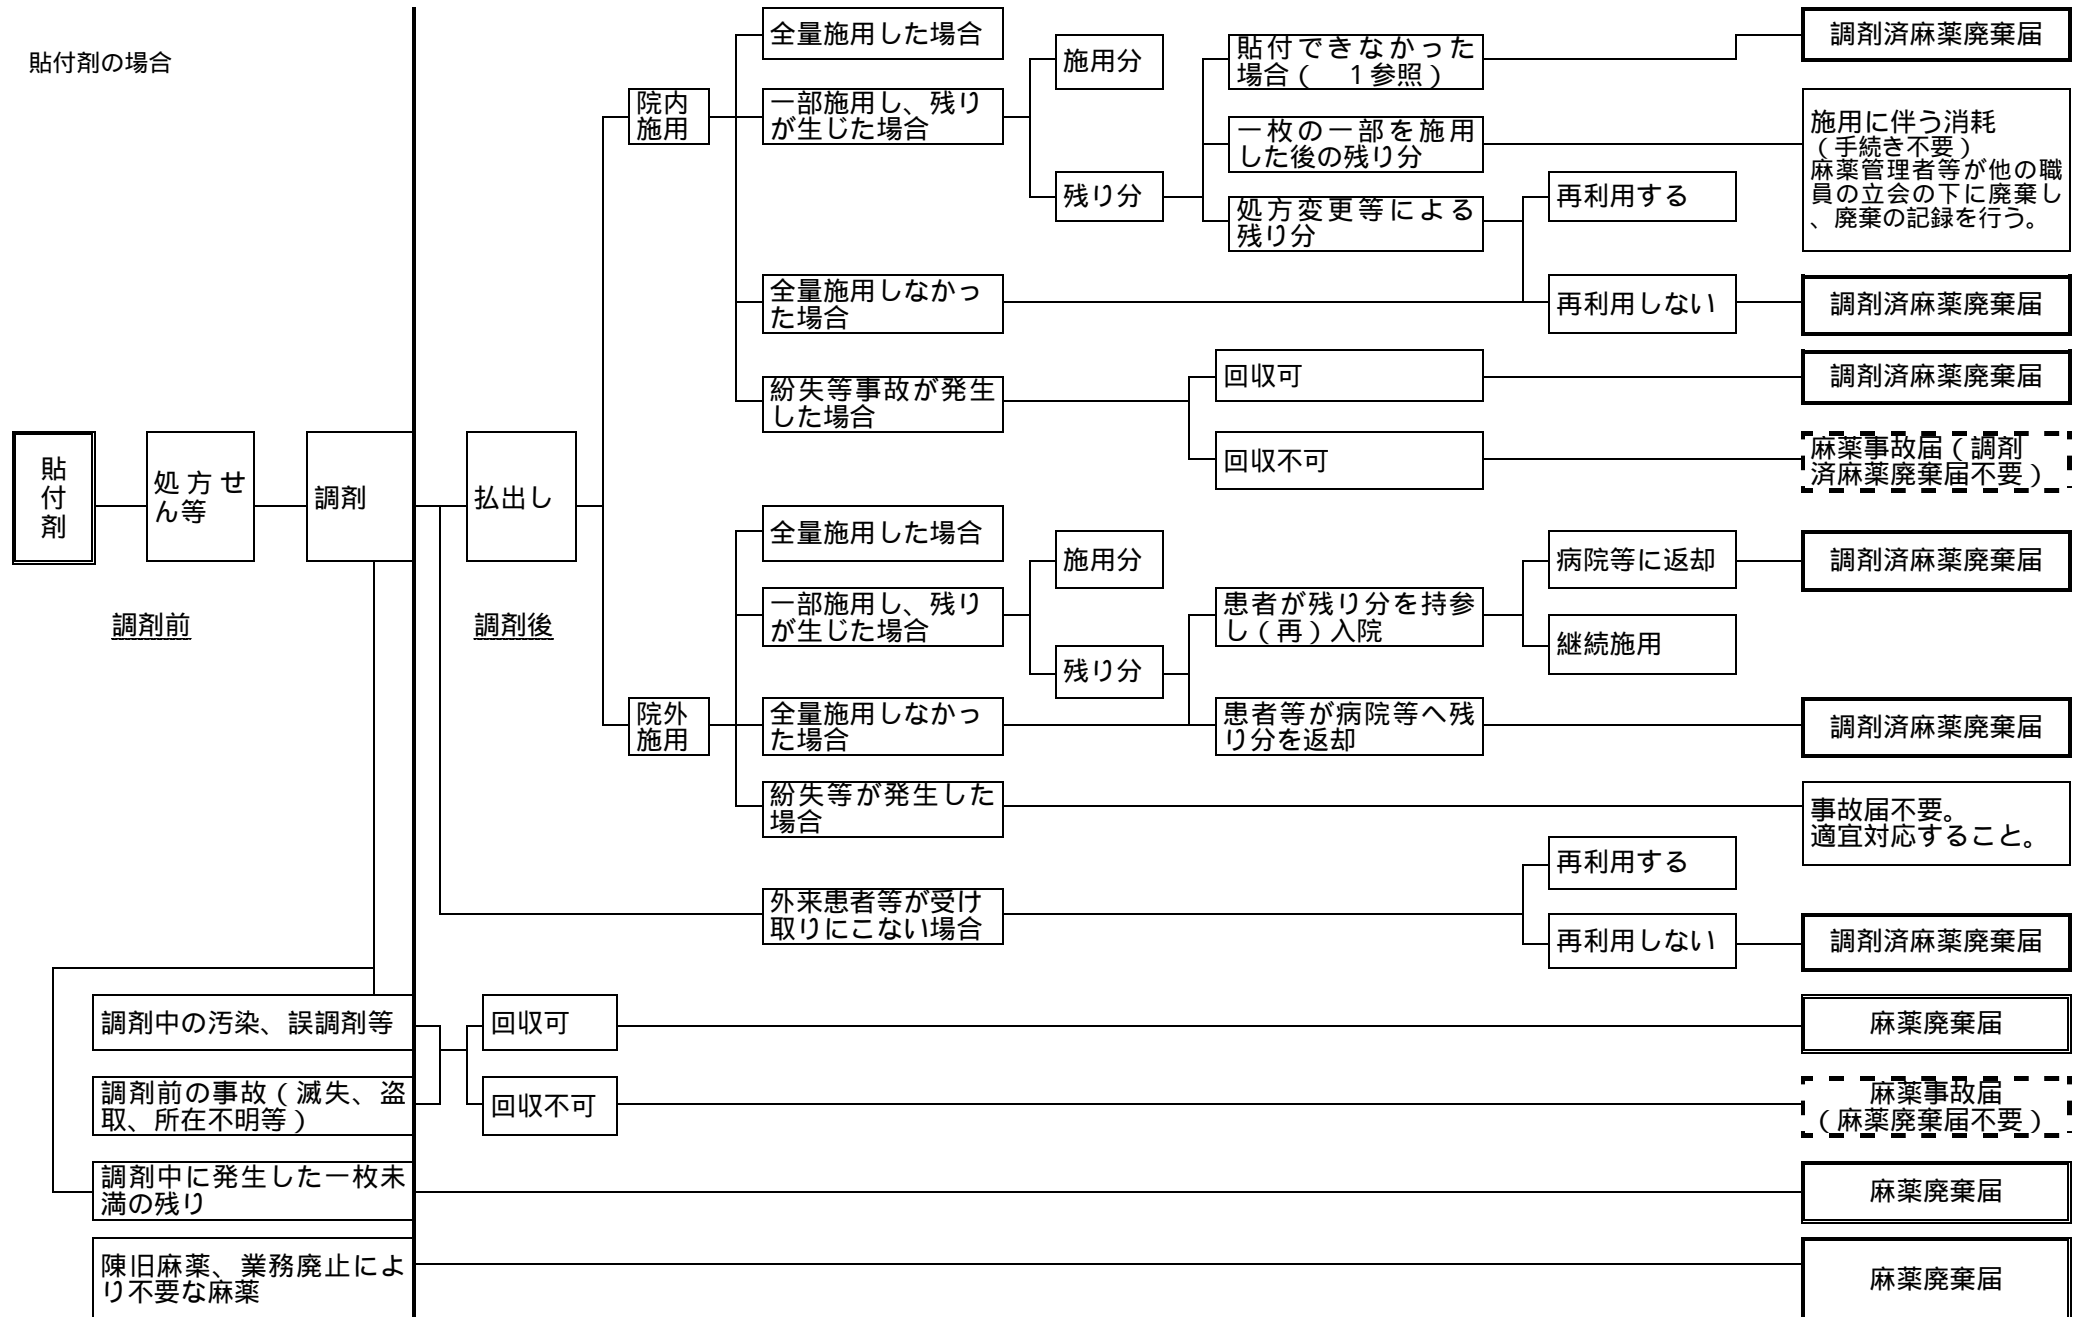 貼付剤の場合
全量施用した場合
施用分
貼付できなかった
場合（　１参照）
調剤済麻薬廃棄届
院内
施用
一部施用し、残り
が生じた場合
一枚の一部を施用
した後の残り分
施用に伴う消耗
（手続き不要）
麻薬管理者等が他の職
員の立会の下に廃棄し
、廃棄の記録を行う。
残り分
処方変更等による
残り分
再利用する
全量施用しなかっ
た場合
再利用しない
調剤済麻薬廃棄届
紛失等事故が発生
した場合
回収可
調剤済麻薬廃棄届
回収不可
麻薬事故届（調剤
済麻薬廃棄届不要）
貼
付
剤
処方せ
ん等
調剤
払出し
調剤前
調剤後
全量施用した場合
施用分
病院等に返却
調剤済麻薬廃棄届
一部施用し、残り
が生じた場合
患者が残り分を持参
し（再）入院
継続施用
残り分
院外
施用
全量施用しなかっ
た場合
患者等が病院等へ残
り分を返却
調剤済麻薬廃棄届
紛失等が発生した
場合
事故届不要。
適宜対応すること。
外来患者等が受け
取りにこない場合
再利用する
再利用しない
調剤済麻薬廃棄届
調剤中の汚染、誤調剤等
回収可
麻薬廃棄届
調剤前の事故（滅失、盗
取、所在不明等）
回収不可
麻薬事故届
（麻薬廃棄届不要）
調剤中に発生した一枚未
満の残り
麻薬廃棄届
陳旧麻薬、業務廃止によ
り不要な麻薬
麻薬廃棄届